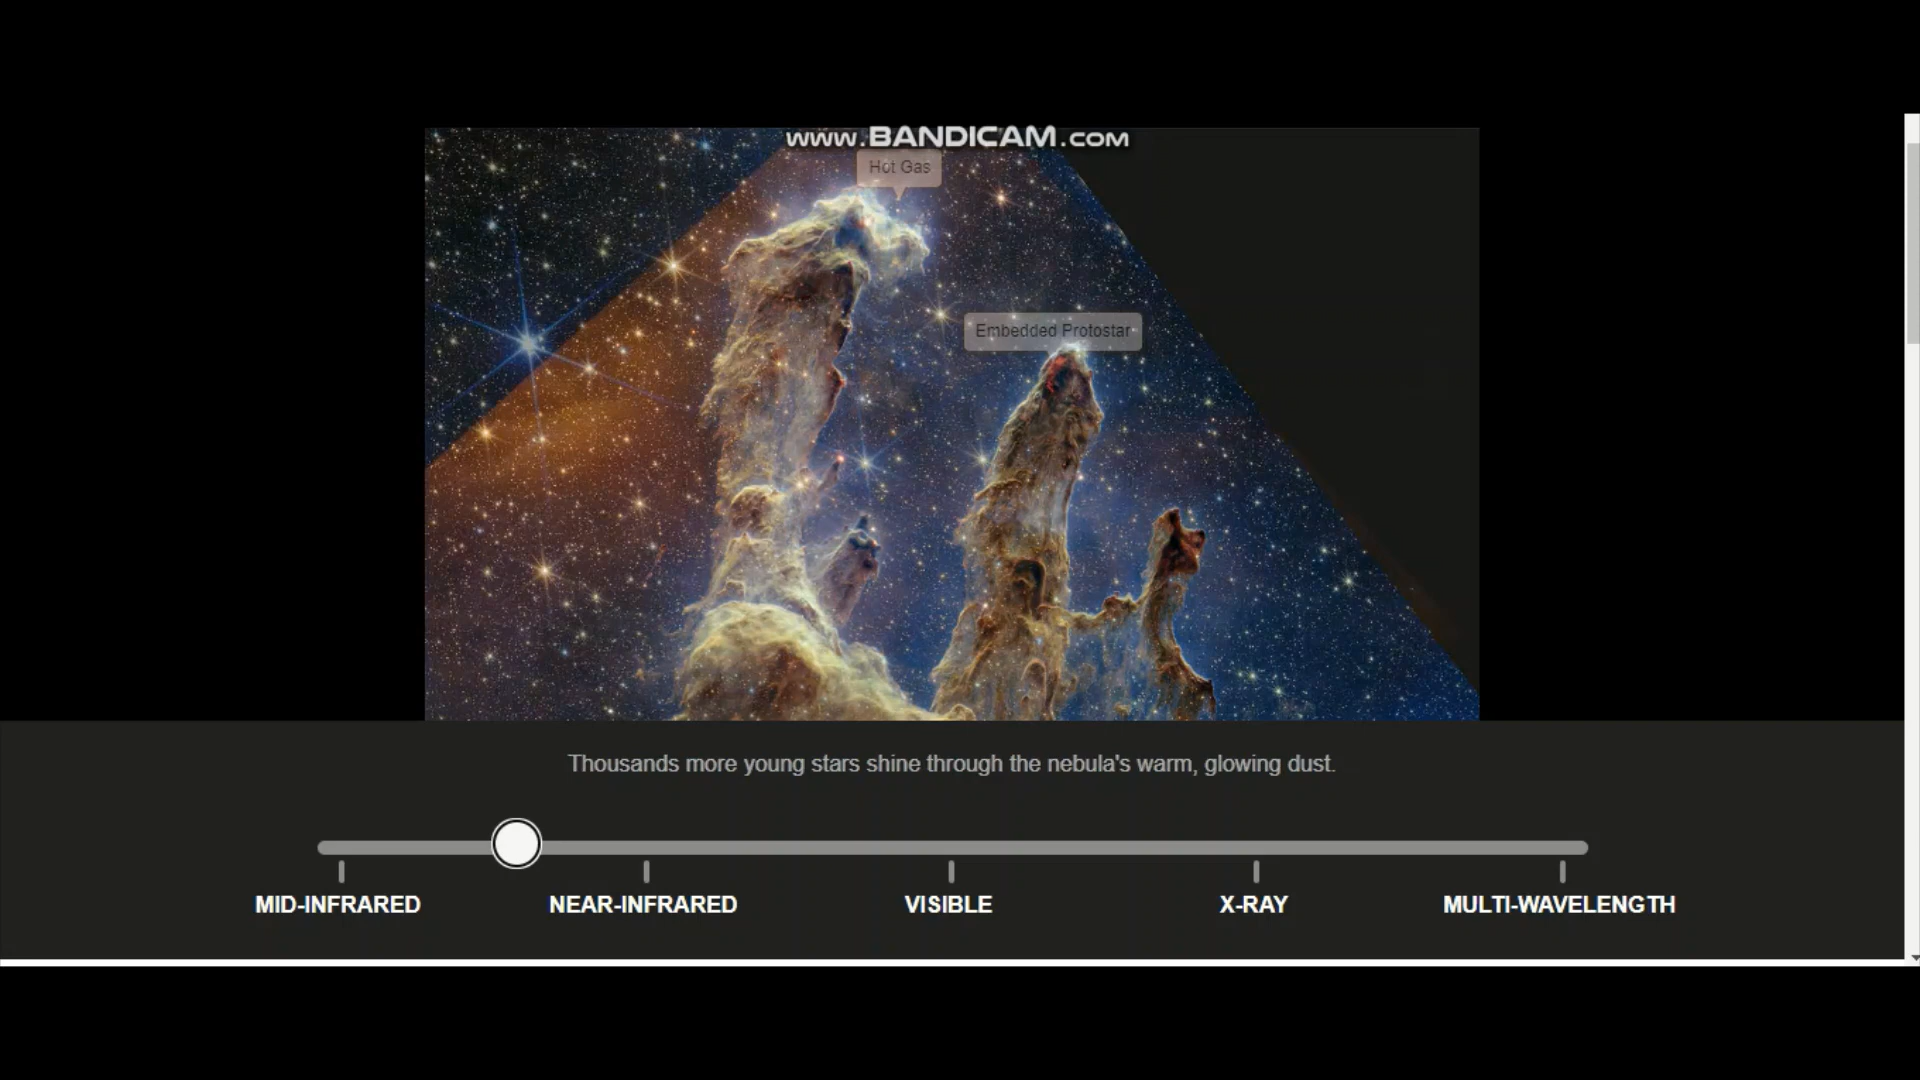 www.BANDICAM.COM
Hot Gas
Embedded Protostar
Thousands more young stars shine through the nebula's warm, glowing dust.
MID-INFRARED
NEAR-INFRARED
VISIBLE
X-RAY
MULTI-WAVELENGTH